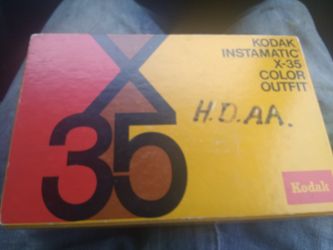 KODAK
INSTAMATIC
X-35
COLOR
OUTFIT
X
35
H.D.AA.
Kodak